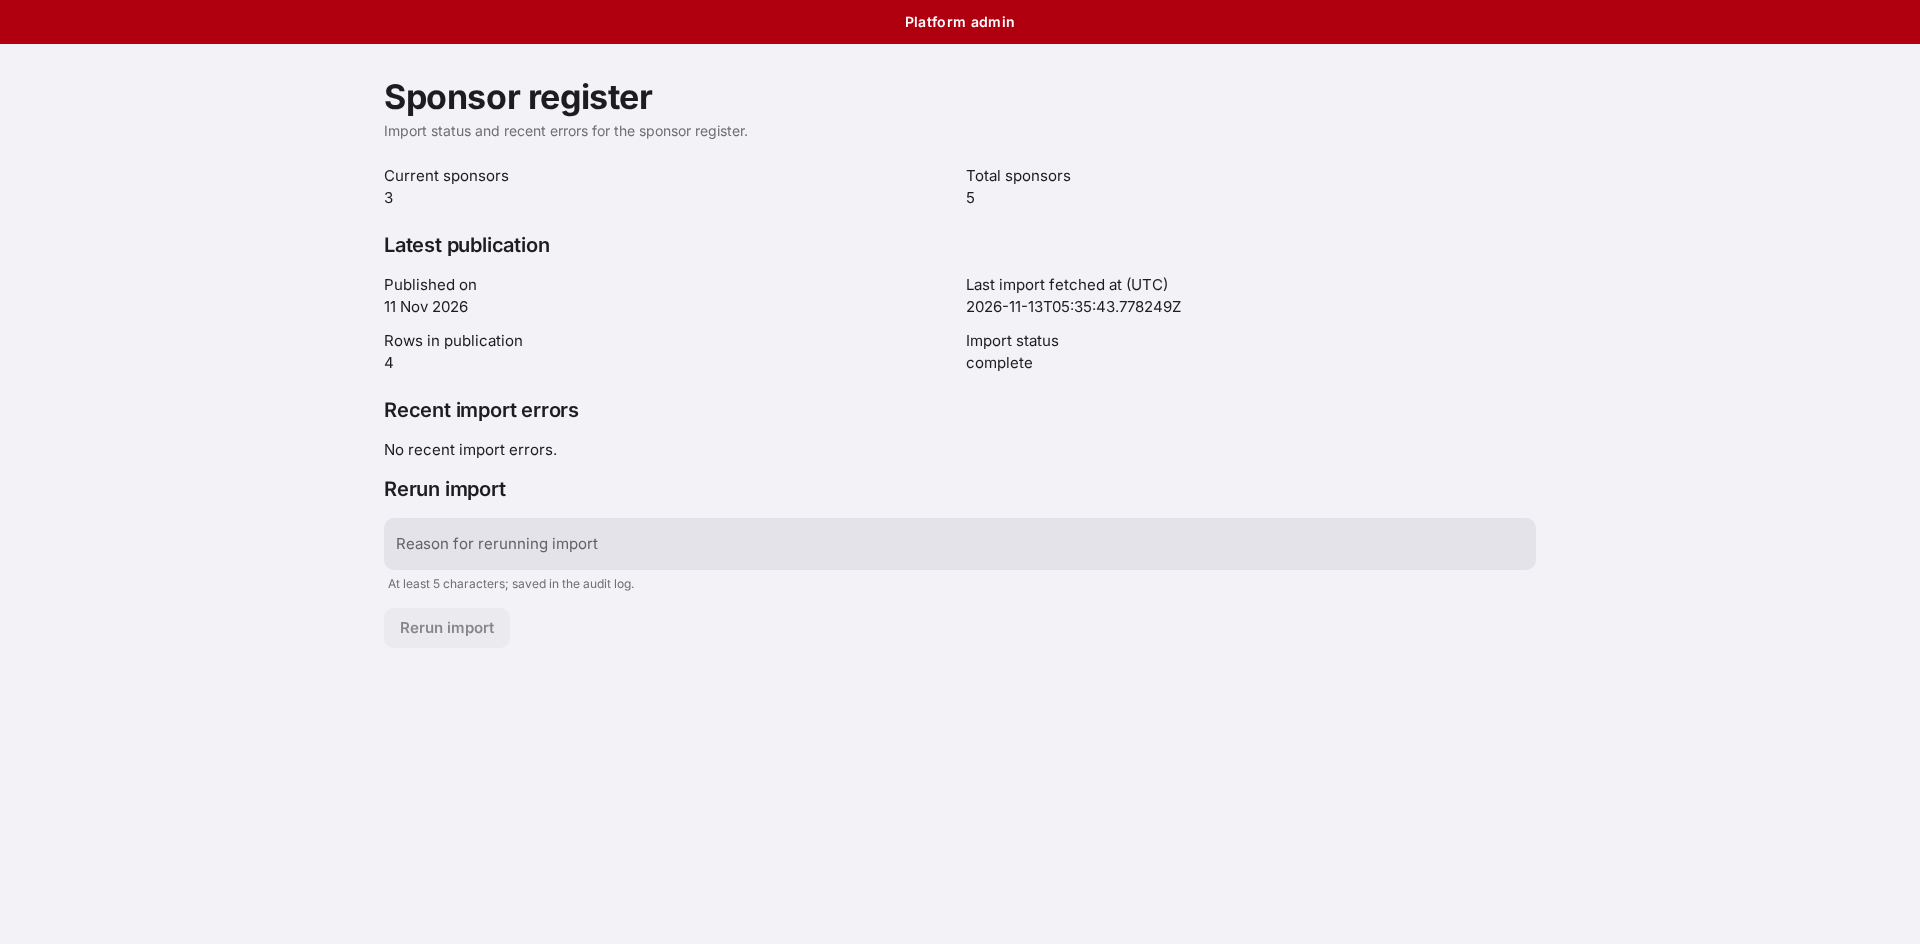 Platform admin
Sponsor register
Import status and recent errors for the sponsor register.
Current sponsors
3
Total sponsors
5
Latest publication
Published on
11 Nov 2026
Last import fetched at (UTC)
2026-11-13T05:35:43.778249Z
Rows in publication
4
Import status
complete
Recent import errors
No recent import errors.
Rerun import
Reason for rerunning import
At least 5 characters; saved in the audit log.
Rerun import